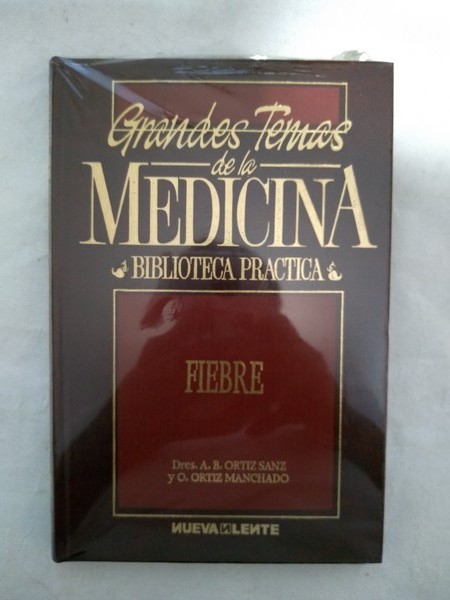 Grandes Temas
de la
MEDICINA
BIBLIOTECA PRACTICA
FIEBRE
Dres. A. B. ORTIZ SANZ
y O. ORTIZ MANCHADO
NUEVA LENTE